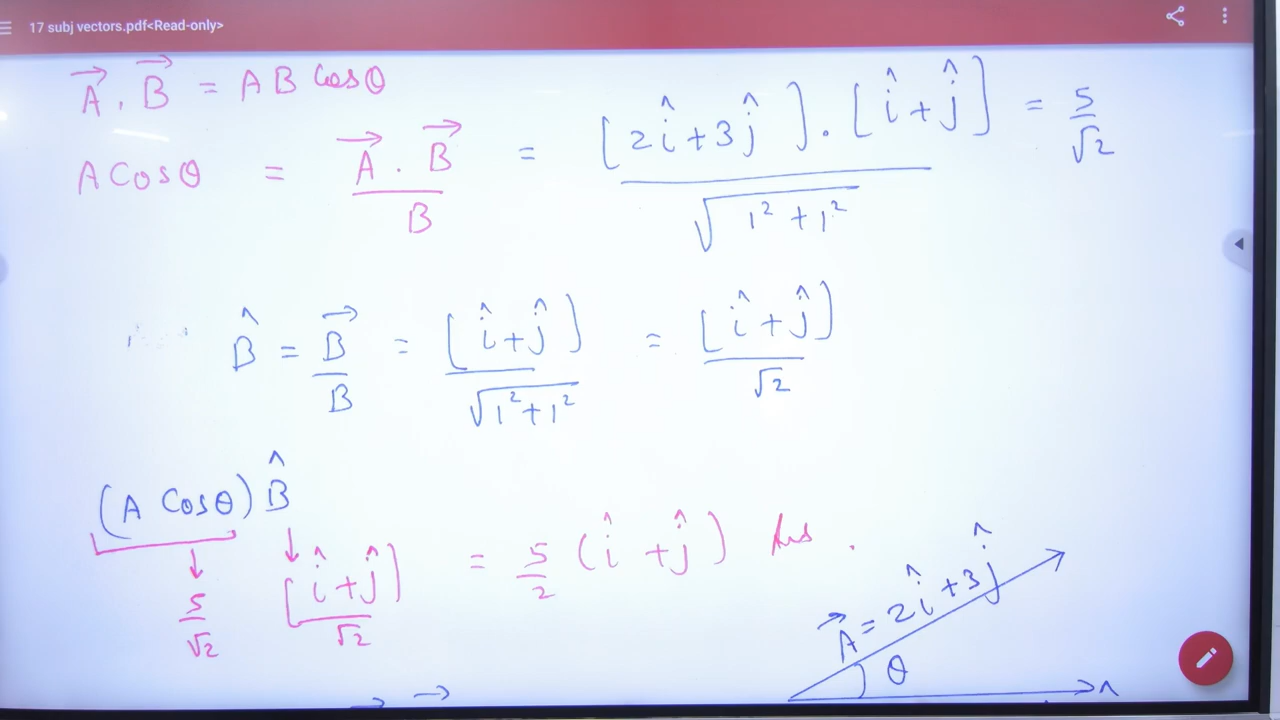 17 subj vectors.pdf<Read-only>
A⃗ . B⃗ = A B Cosθ
A Cosθ = A⃗ . B⃗ / B = [2î+3ĵ] . [î+ĵ] / √1²+1² = 5/√2
B̂ = B⃗/B = [î+ĵ] / √1²+1² = [î+ĵ] / √2
(A Cosθ) B̂
5/√2 [î+ĵ]/√2 = 5/2 (î+ĵ) Ans.
A⃗ = 2î+3ĵ
θ